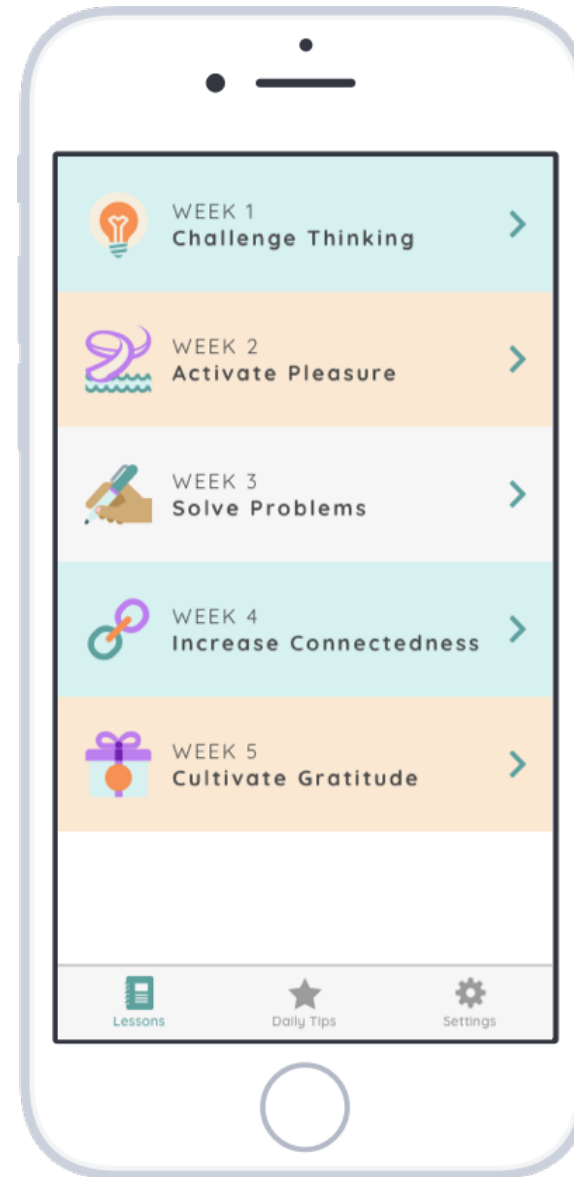 WEEK 1
Challenge Thinking
WEEK 2
Activate Pleasure
WEEK 3
Solve Problems
WEEK 4
Increase Connectedness
WEEK 5
Cultivate Gratitude
Lessons
Daily Tips
Settings